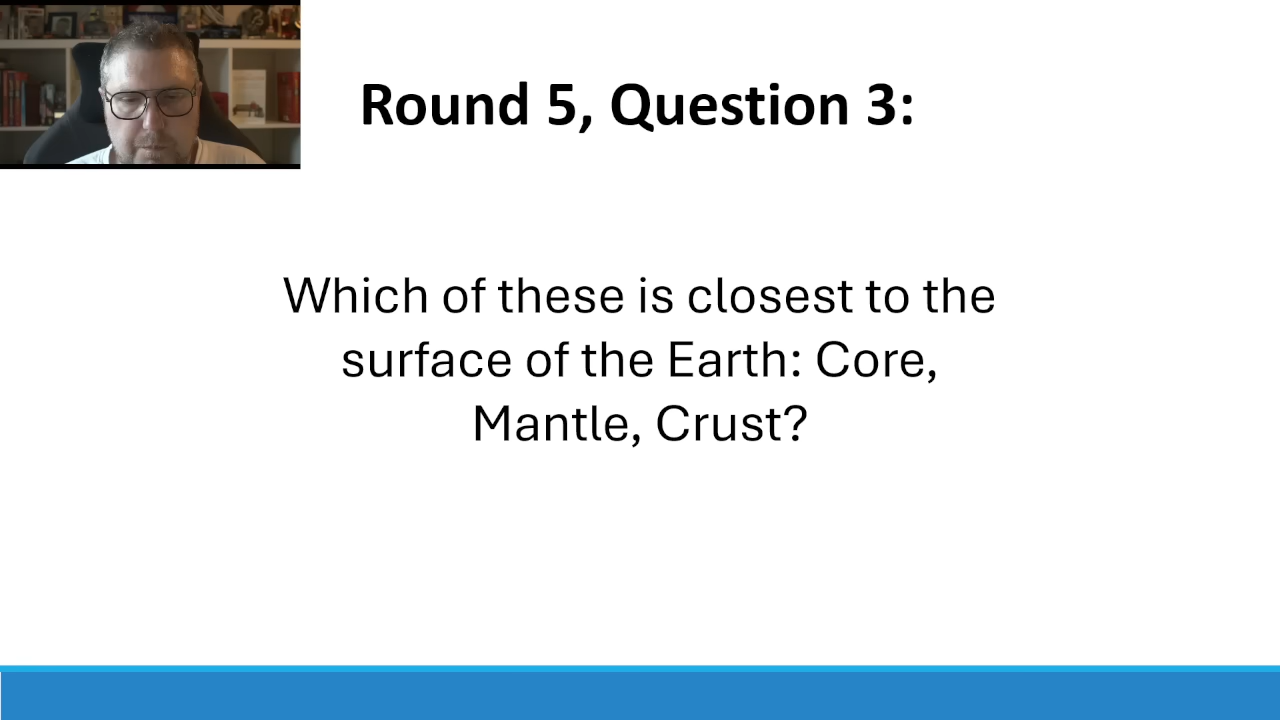 Round 5, Question 3:
Which of these is closest to the
surface of the Earth: Core,
Mantle, Crust?